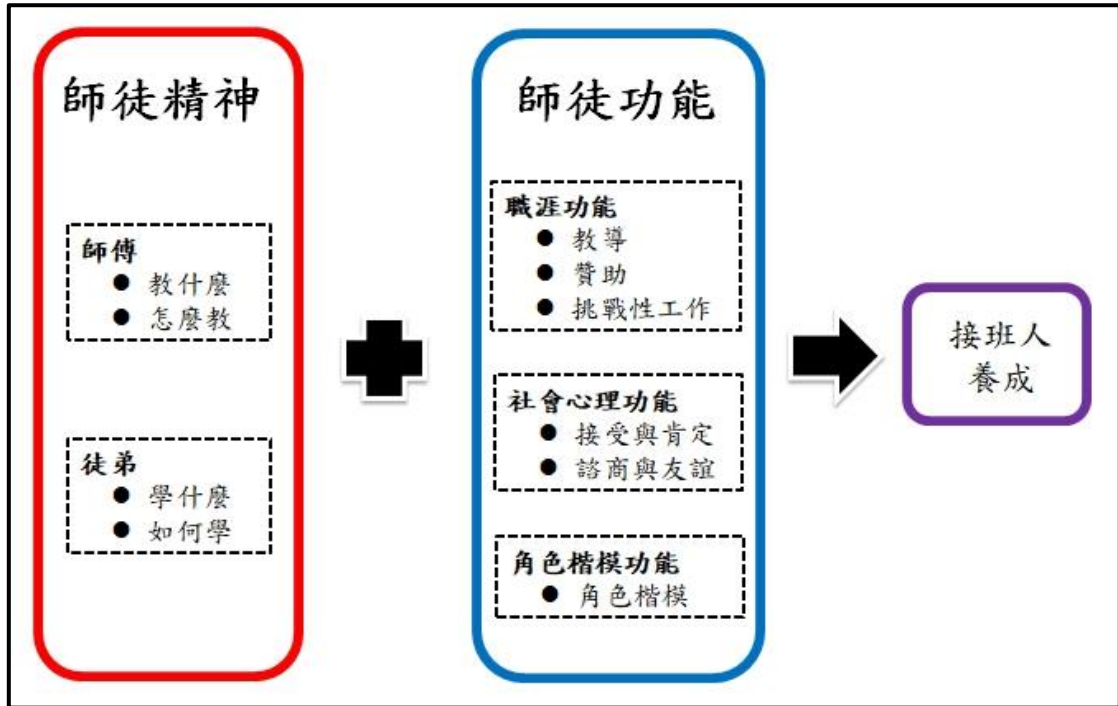 師徒精神
師傅
教什麼
怎麼教
徒弟
學什麼
如何學
師徒功能
職涯功能
教導
贊助
挑戰性工作
社會心理功能
接受與肯定
諮商與友誼
角色楷模功能
角色楷模
接班人
養成